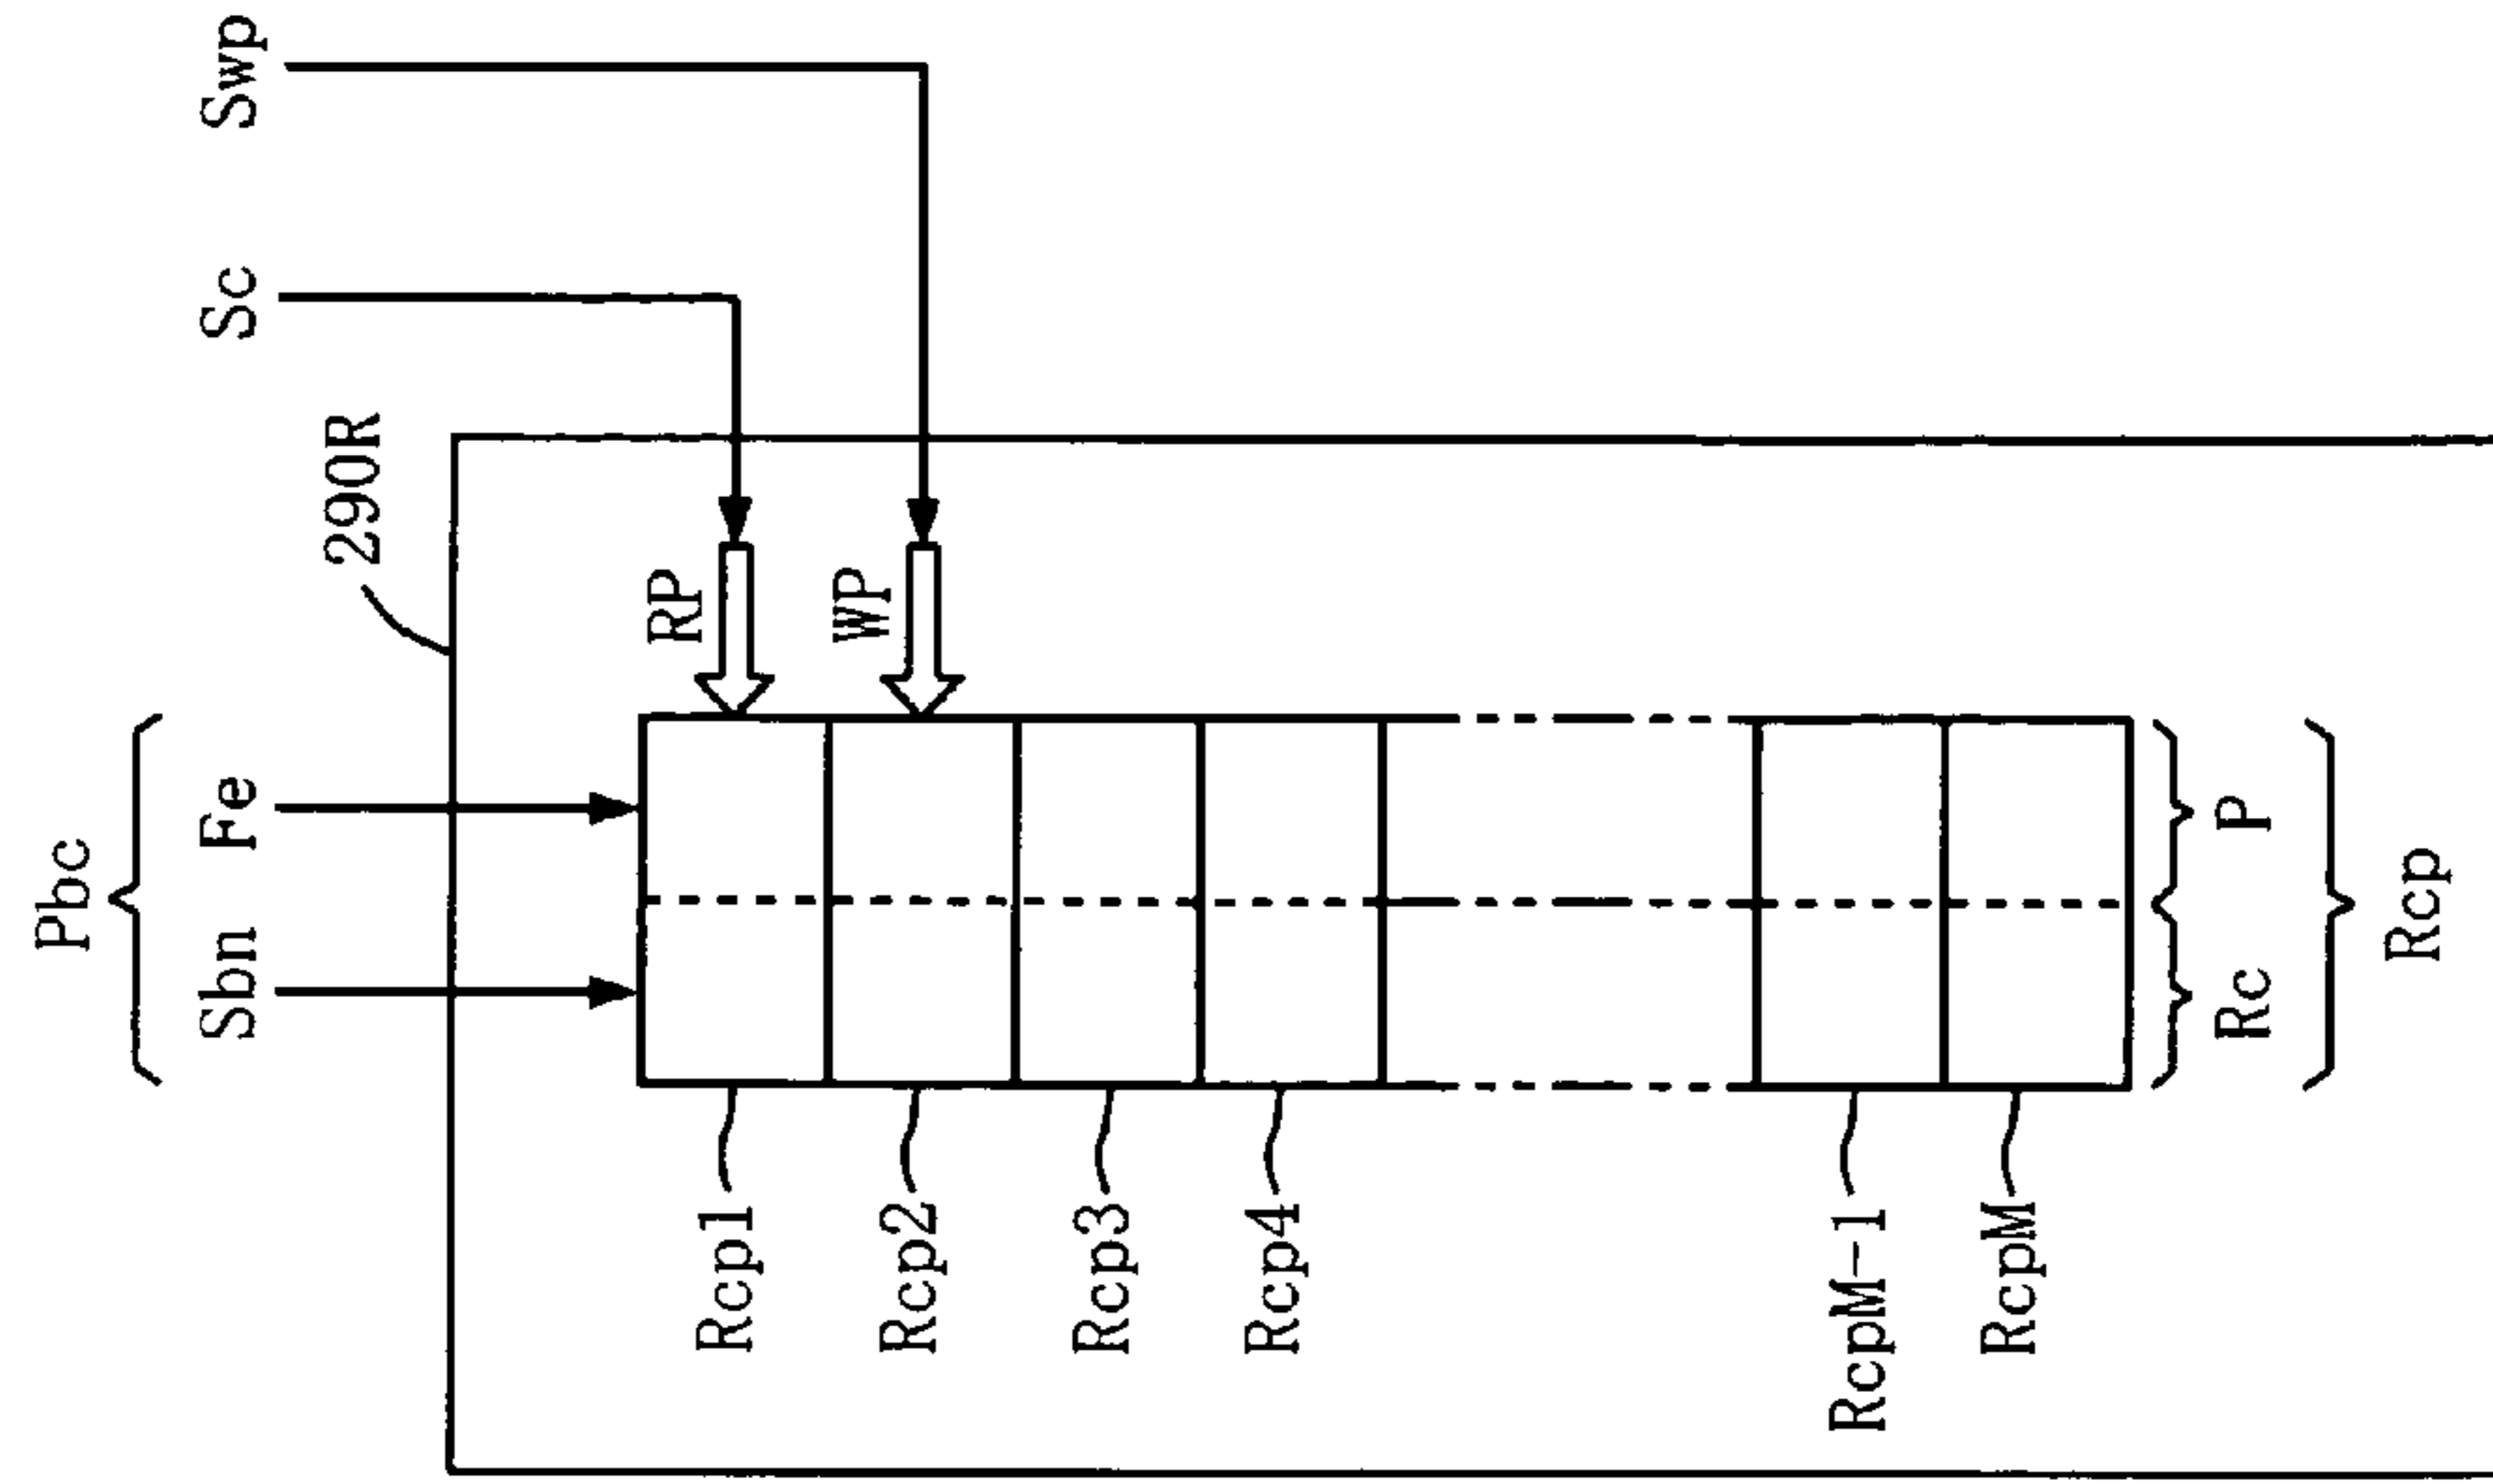 Pbc
Sbn
Fe
Sc
Swp
290R
RP
WP
Rcp1
Rcp2
Rcp3
Rcp4
RcpM-1
RcpM
Rc
P
Rcp